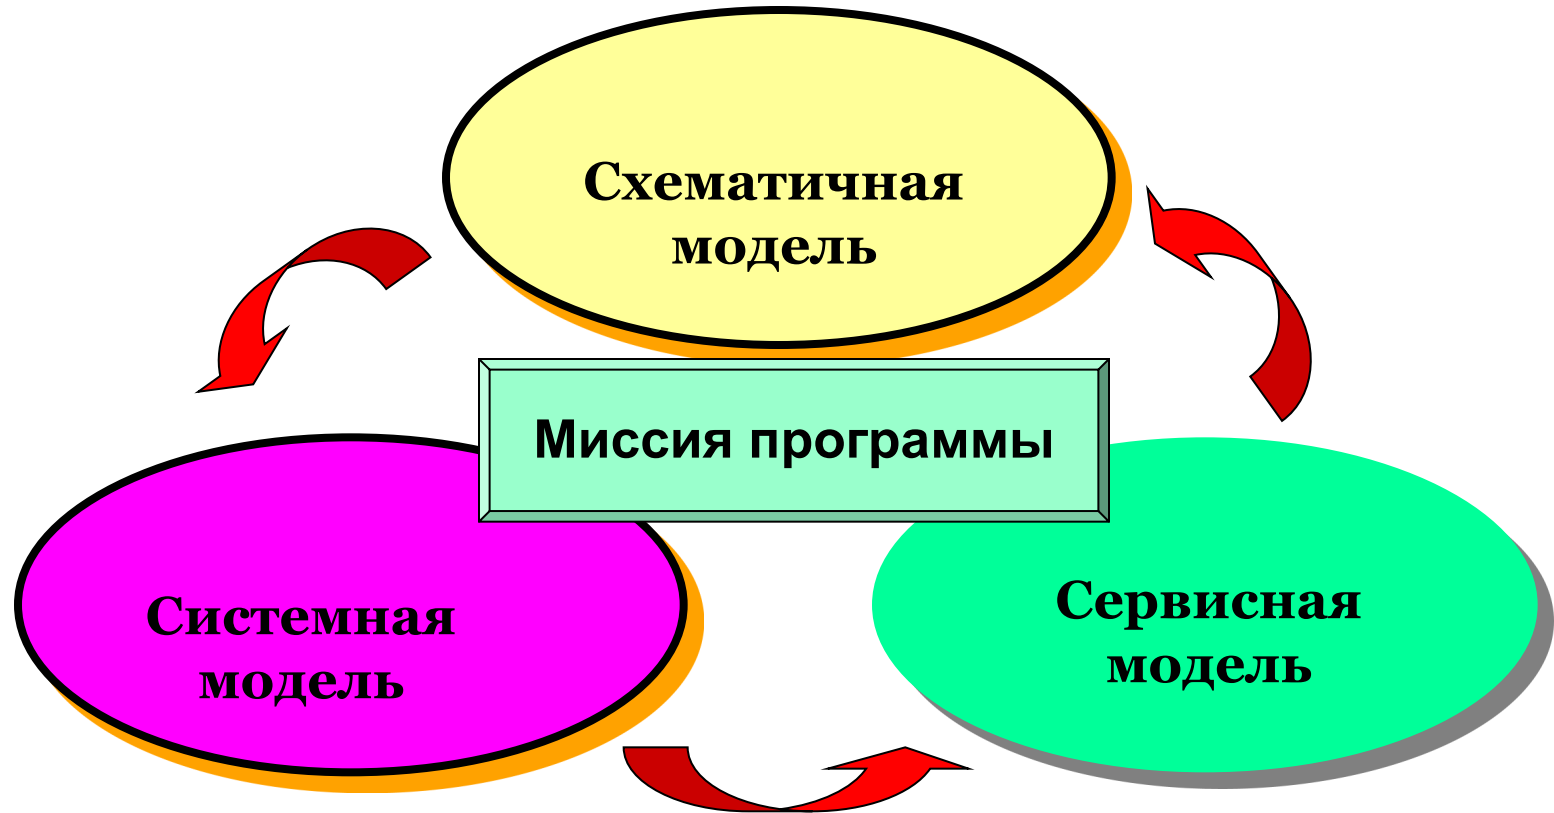 Схематичная
модель
Миссия программы
Системная
модель
Сервисная
модель